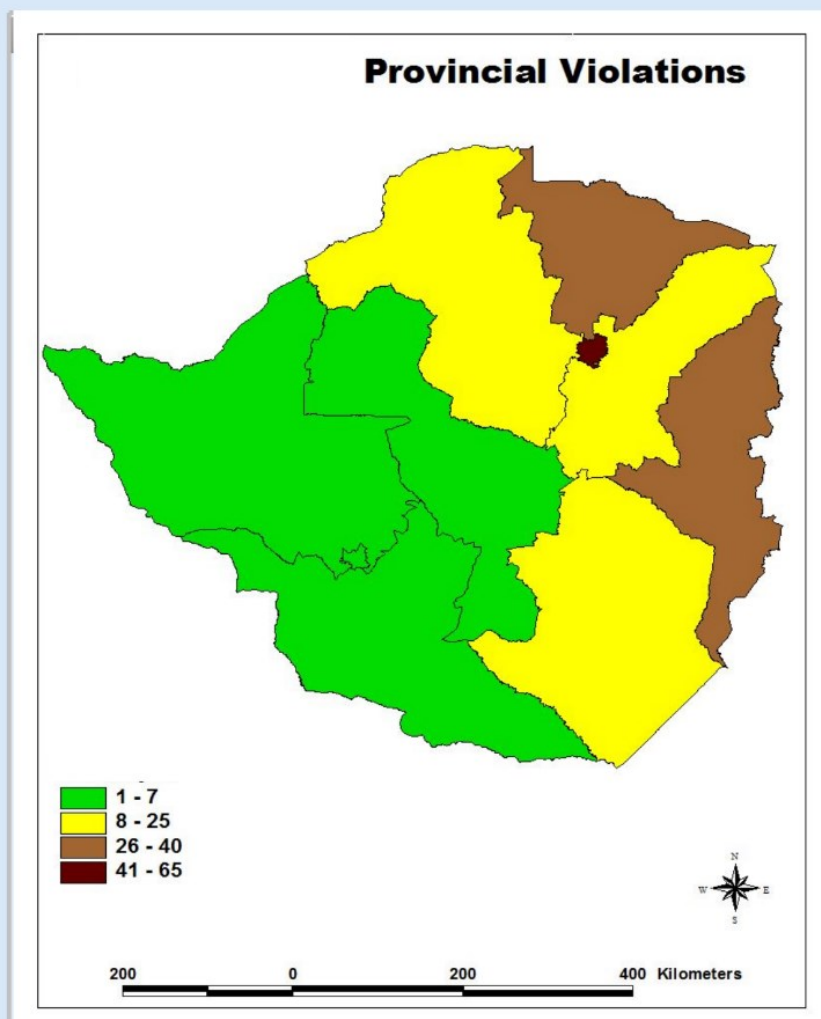 Provincial Violations
1 - 7
8 - 25
26 - 40
41 - 65
N
W E
S
200 0 200 400 Kilometers